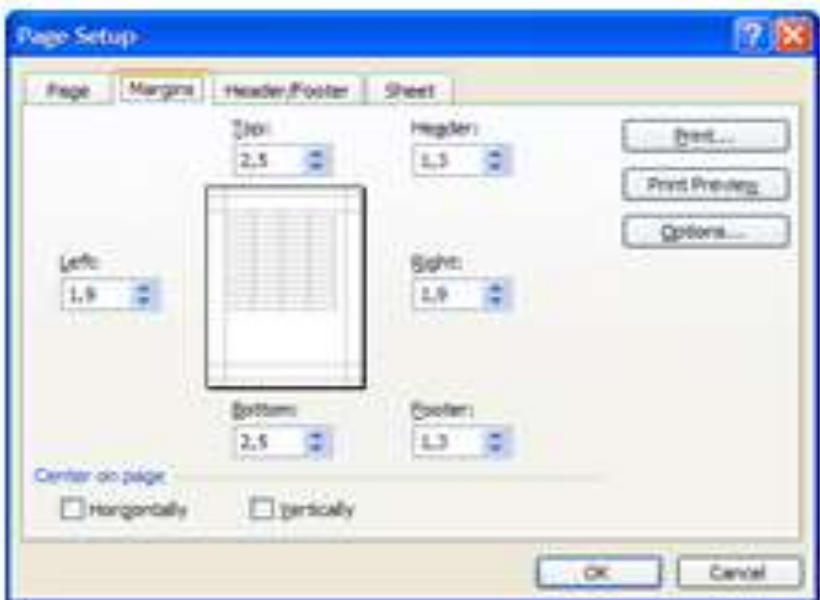 Page Setup
Page Margins Header/Footer Sheet
Top: Header:
2,5 1,3
Print...
Print Preview
Options...
Left: Right:
1,9 1,9
Bottom: Footer:
2,5 1,3
Center on page
Horizontally Vertically
OK Cancel